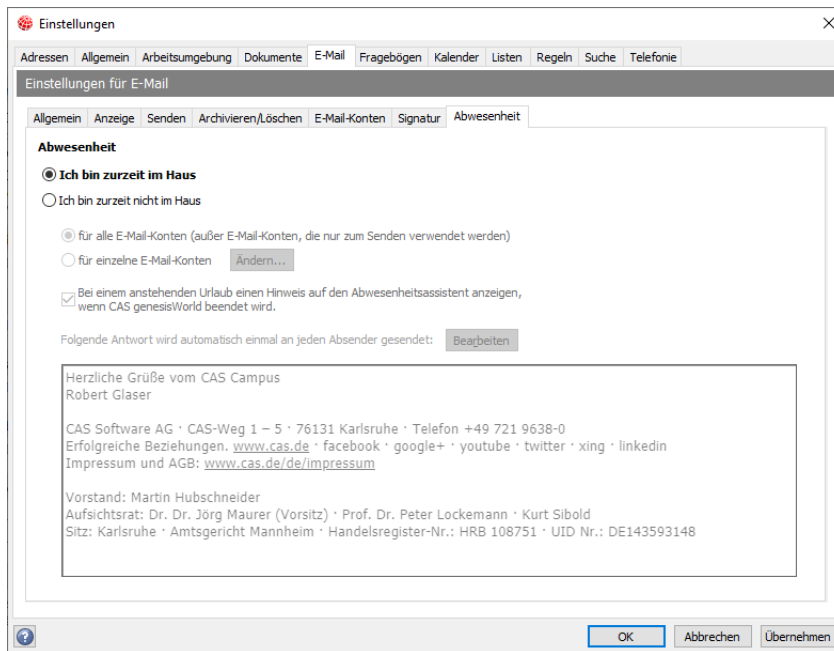 Einstellungen
Adressen Allgemein Arbeitsumgebung Dokumente E-Mail Fragebögen Kalender Listen Regeln Suche Telefonie
Einstellungen für E-Mail
Allgemein Anzeige Senden Archivieren/Löschen E-Mail-Konten Signatur Abwesenheit
Abwesenheit
Ich bin zurzeit im Haus
Ich bin zurzeit nicht im Haus
für alle E-Mail-Konten (außer E-Mail-Konten, die nur zum Senden verwendet werden)
für einzelne E-Mail-Konten Ändern...
Bei einem anstehenden Urlaub einen Hinweis auf den Abwesenheitsassistent anzeigen,
wenn CAS genesisWorld beendet wird.
Folgende Antwort wird automatisch einmal an jeden Absender gesendet: Bearbeiten
Herzliche Grüße vom CAS Campus
Robert Glaser
CAS Software AG · CAS-Weg 1 – 5 · 76131 Karlsruhe · Telefon +49 721 9638-0
Erfolgreiche Beziehungen. www.cas.de · facebook · google+ · youtube · twitter · xing · linkedin
Impressum und AGB: www.cas.de/de/impressum
Vorstand: Martin Hubschneider
Aufsichtsrat: Dr. Dr. Jörg Maurer (Vorsitz) · Prof. Dr. Peter Lockemann · Kurt Sibold
Sitz: Karlsruhe · Amtsgericht Mannheim · Handelsregister-Nr.: HRB 108751 · UID Nr.: DE143593148
? OK Abbrechen Übernehmen